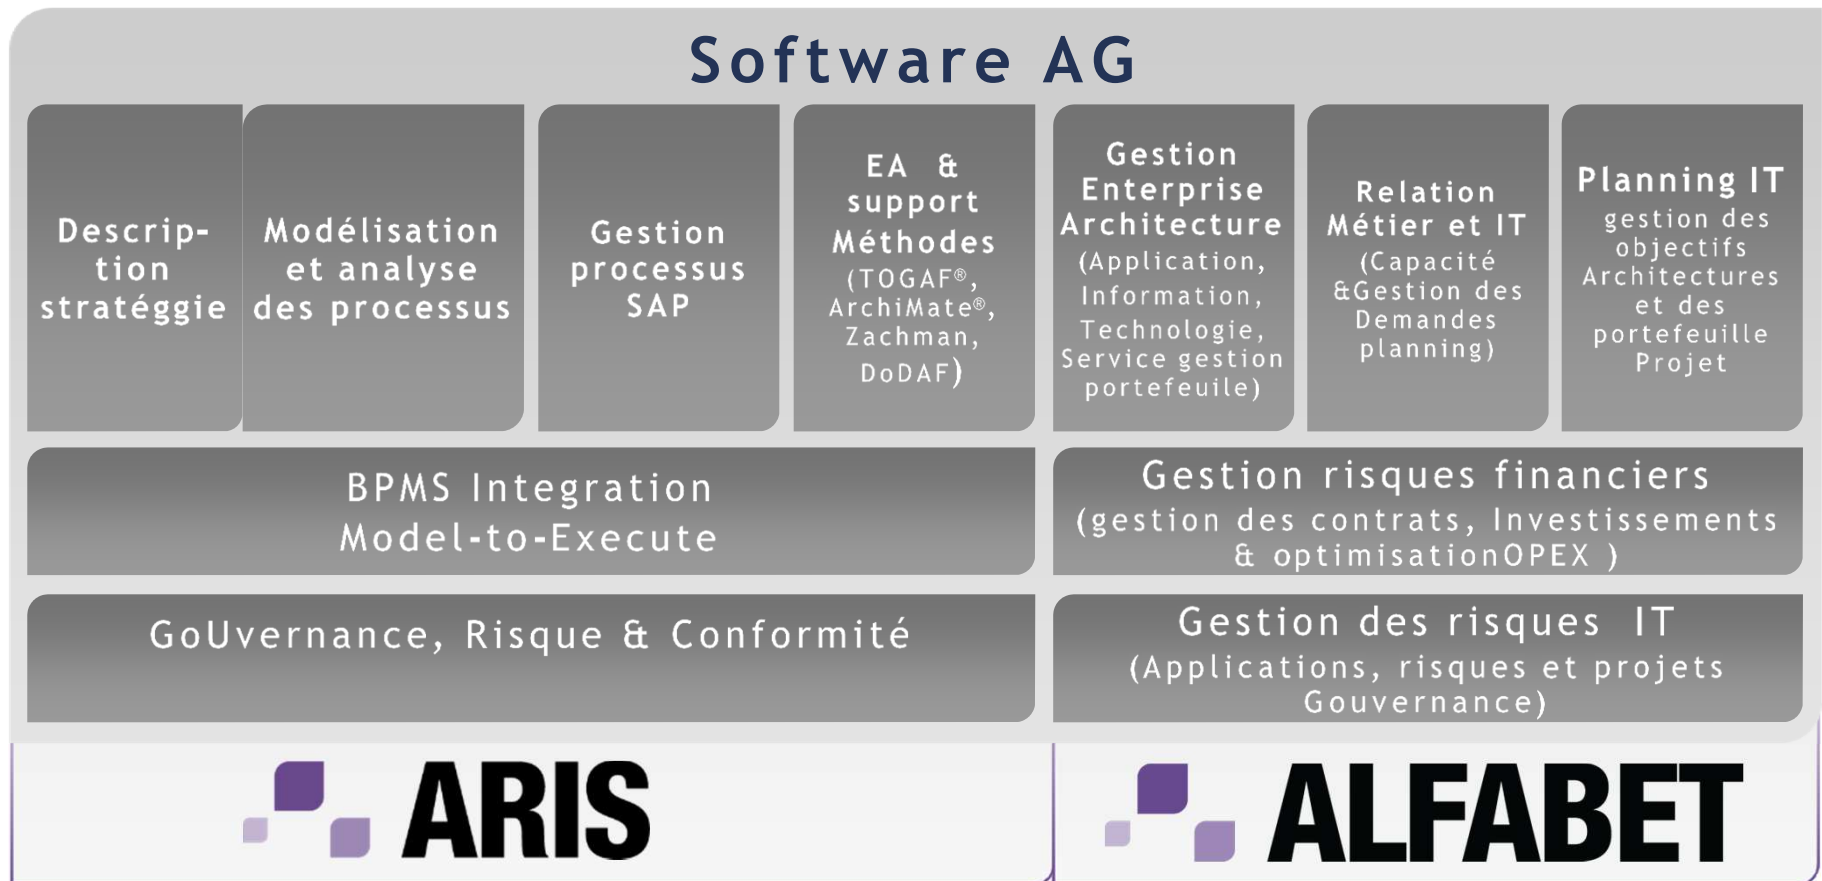 Software AG
Descrip-
tion
stratéggie
Modélisation
et analyse
des processus
Gestion
processus
SAP
EA &
support
Méthodes
(TOGAF®,
ArchiMate®,
Zachman,
DoDAF)
Gestion
Enterprise
Architecture
(Application,
Information,
Technologie,
Service gestion
portefeuile)
Relation
Métier et IT
(Capacité
&Gestion des
Demandes
planning)
Planning IT
gestion des
objectifs
Architectures
et des
portefeuille
Projet
BPMS Integration
Model-to-Execute
Gestion risques financiers
(gestion des contrats, Investissements
& optimisationOPEX )
GoUvernance, Risque & Conformité
Gestion des risques IT
(Applications, risques et projets
Gouvernance)
ARIS
ALFABET